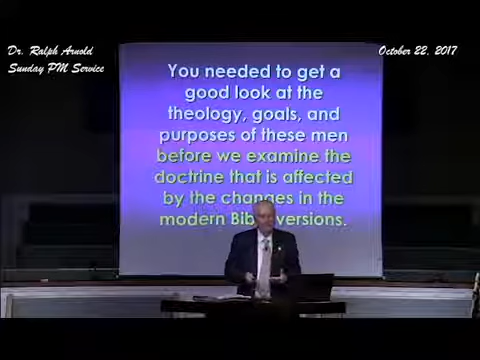 Dr. Ralph Arnold
Sunday PM Service
October 22, 2017
You needed to get a
good look at the
theology, goals, and
purposes of these men
before we examine the
doctrine that is affected
by the changes in the
modern Bible versions.